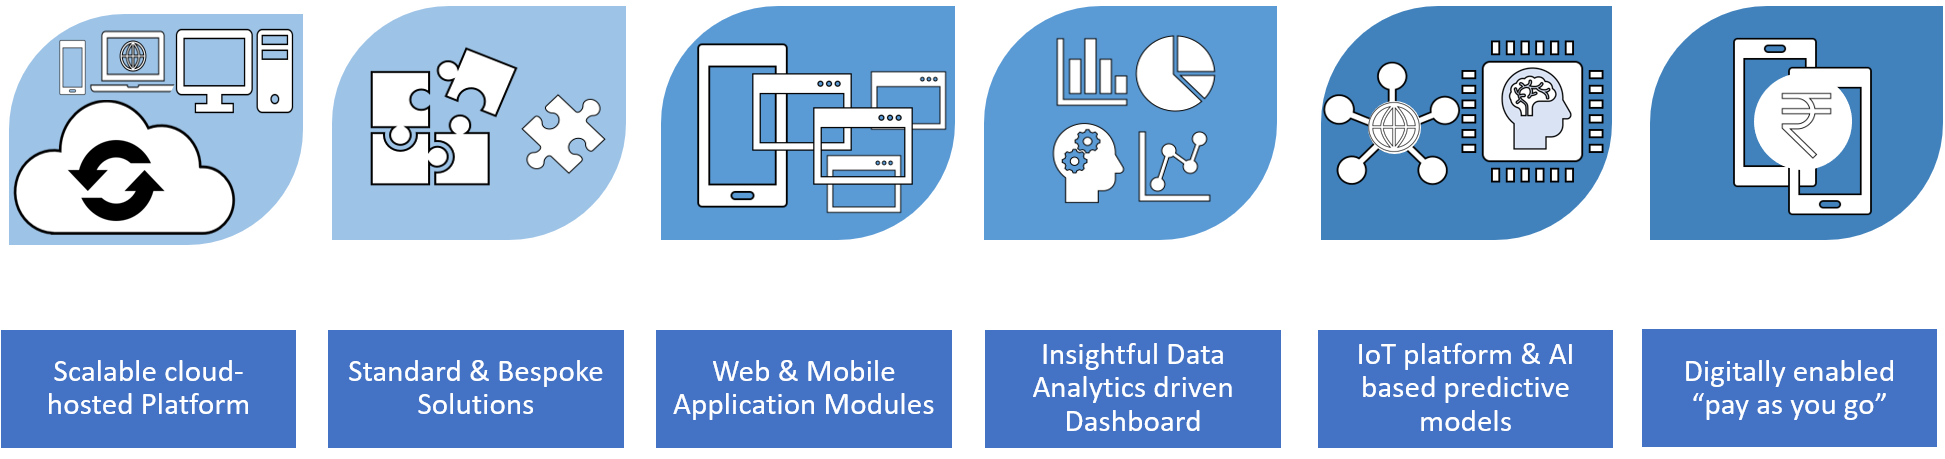 Scalable cloud-
hosted Platform
Standard & Bespoke
Solutions
Web & Mobile
Application Modules
Insightful Data
Analytics driven
Dashboard
IoT platform & AI
based predictive
models
₹
Digitally enabled
“pay as you go”